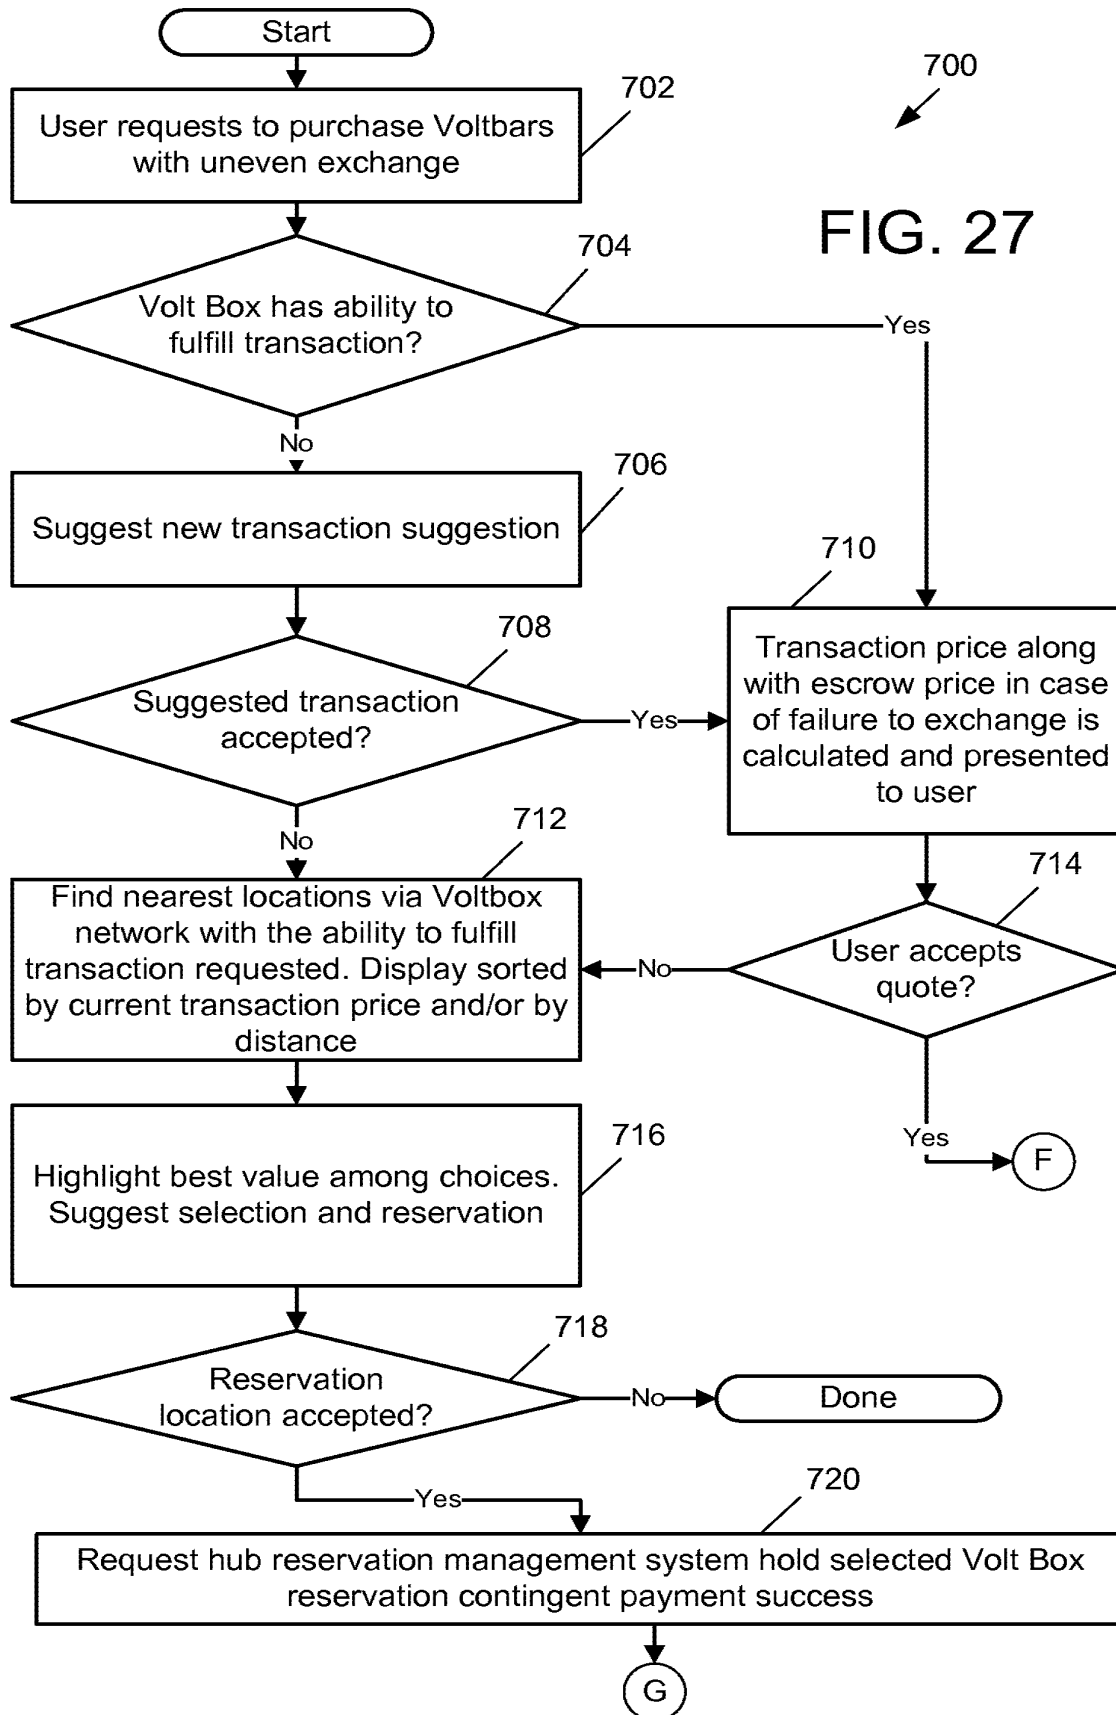 Start
700
702
User requests to purchase Voltbars
with uneven exchange
FIG. 27
704
Volt Box has ability to
fulfill transaction?
Yes
No
706
Suggest new transaction suggestion
710
708
Transaction price along
with escrow price in case
of failure to exchange is
calculated and presented
to user
Suggested transaction
accepted?
Yes
No
712
714
Find nearest locations via Voltbox
network with the ability to fulfill
transaction requested. Display sorted
by current transaction price and/or by
distance
User accepts
quote?
No
Yes
F
716
Highlight best value among choices.
Suggest selection and reservation
718
Reservation
location accepted?
No
Done
Yes
720
Request hub reservation management system hold selected Volt Box
reservation contingent payment success
G